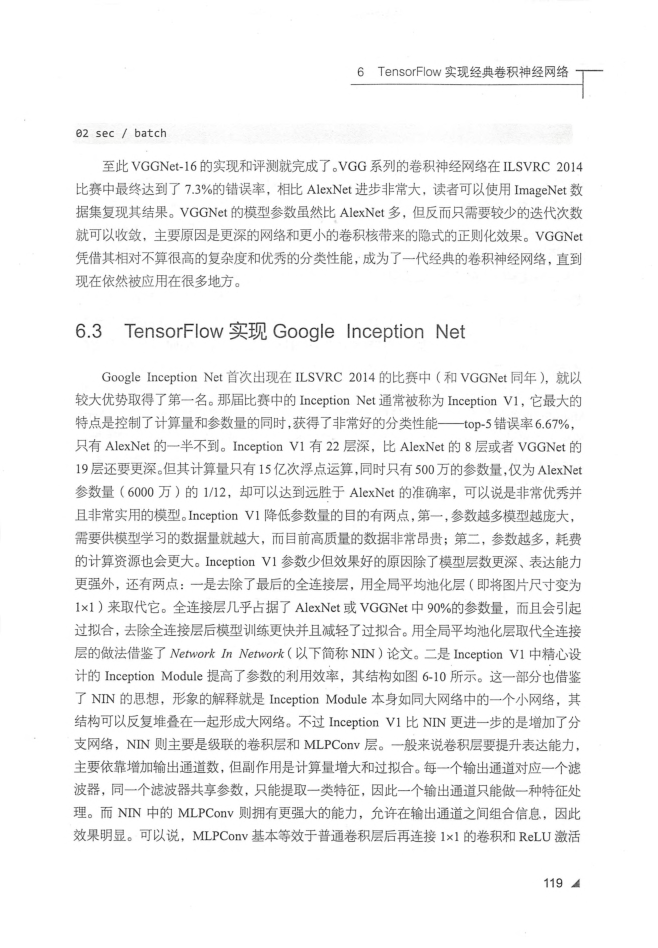 6 TensorFlow 实现经典卷积神经网络
02 sec / batch
至此 VGGNet-16 的实现和评测就完成了。VGG 系列的卷积神经网络在 ILSVRC 2014
比赛中最终达到了 7.3%的错误率，相比 AlexNet 进步非常大，读者可以使用 ImageNet 数
据集复现其结果。VGGNet 的模型参数虽然比 AlexNet 多，但反而只需要较少的迭代次数
就可以收敛，主要原因是更深的网络和更小的卷积核带来的隐式的正则化效果。VGGNet
凭借其相对不算很高的复杂度和优秀的分类性能，成为了一代经典的卷积神经网络，直到
现在依然被应用在很多地方。
6.3 TensorFlow 实现 Google Inception Net
Google Inception Net 首次出现在 ILSVRC 2014 的比赛中（和 VGGNet 同年），就以
较大优势取得了第一名。那届比赛中的 Inception Net 通常被称为 Inception V1，它最大的
特点是控制了计算量和参数量的同时，获得了非常好的分类性能——top-5 错误率 6.67%，
只有 AlexNet 的一半不到。Inception V1 有 22 层深，比 AlexNet 的 8 层或者 VGGNet 的
19 层还要更深。但其计算量只有 15 亿次浮点运算，同时只有 500 万的参数量，仅为 AlexNet
参数量（6000 万）的 1/12，却可以达到远胜于 AlexNet 的准确率，可以说是非常优秀并
且非常实用的模型。Inception V1 降低参数量的目的有两点，第一，参数越多模型越庞大，
需要供模型学习的数据量就越大，而目前高质量的数据非常昂贵；第二，参数越多，耗费
的计算资源也会更大。Inception V1 参数少但效果好的原因除了模型层数更深、表达能力
更强外，还有两点：一是去除了最后的全连接层，用全局平均池化层（即将图片尺寸变为
1×1）来取代它。全连接层几乎占据了 AlexNet 或 VGGNet 中 90%的参数量，而且会引起
过拟合，去除全连接层后模型训练更快并且减轻了过拟合。用全局平均池化层取代全连接
层的做法借鉴了 Network In Network（以下简称 NIN）论文。二是 Inception V1 中精心设
计的 Inception Module 提高了参数的利用效率，其结构如图 6-10 所示。这一部分也借鉴
了 NIN 的思想，形象的解释就是 Inception Module 本身如同大网络中的一个小网络，其
结构可以反复堆叠在一起形成大网络。不过 Inception V1 比 NIN 更进一步的是增加了分
支网络，NIN 则主要是级联的卷积层和 MLPConv 层。一般来说卷积层要提升表达能力，
主要依靠增加输出通道数，但副作用是计算量增大和过拟合。每一个输出通道对应一个滤
波器，同一个滤波器共享参数，只能提取一类特征，因此一个输出通道只能做一种特征处
理。而 NIN 中的 MLPConv 则拥有更强大的能力，允许在输出通道之间组合信息，因此
效果明显。可以说，MLPConv 基本等效于普通卷积层后再连接 1×1 的卷积和 ReLU 激活
119